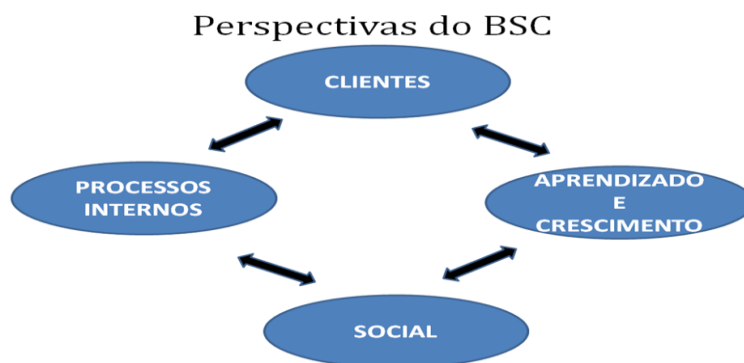 Perspectivas do BSC
CLIENTES
PROCESSOS
INTERNOS
APRENDIZADO
E
CRESCIMENTO
SOCIAL